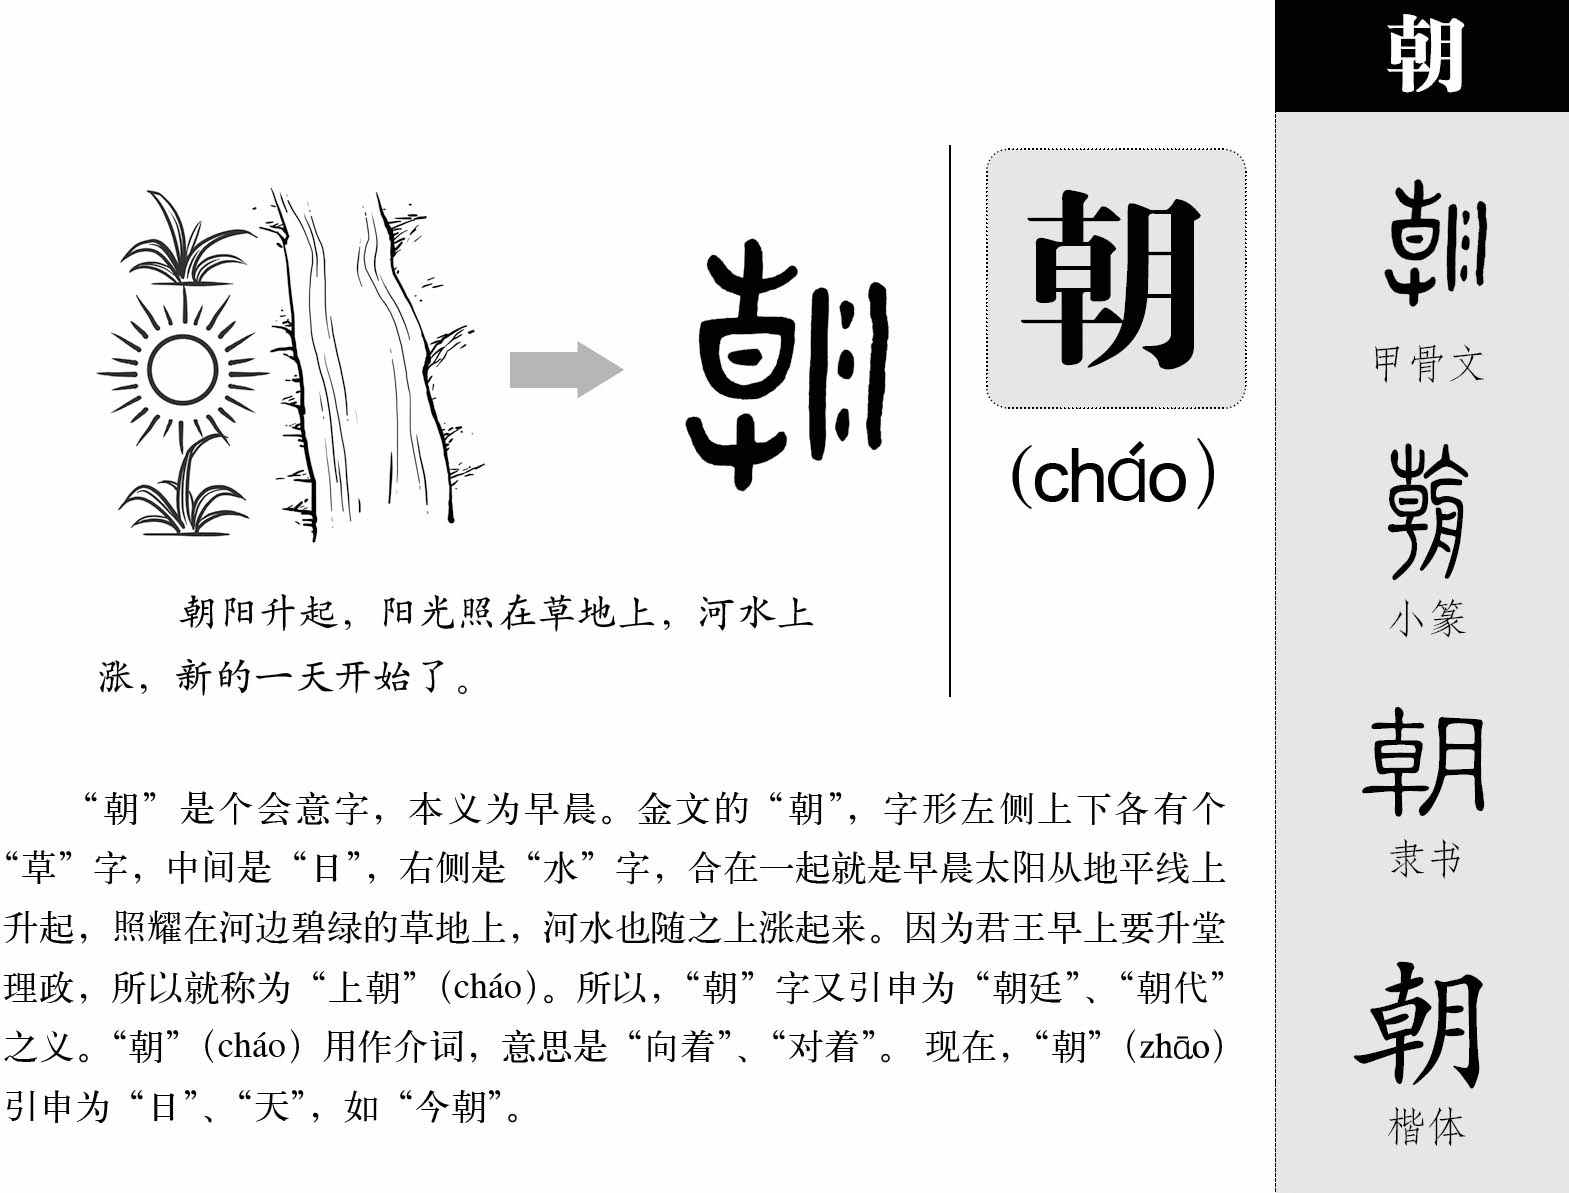 朝
朝
(cháo)
朝阳升起，阳光照在草地上，河水上
涨，新的一天开始了。
“朝”是个会意字，本义为早晨。金文的“朝”，字形左侧上下各有个
“草”字，中间是“日”，右侧是“水”字，合在一起就是早晨太阳从地平线上
升起，照耀在河边碧绿的草地上，河水也随之上涨起来。因为君王早上要升堂
理政，所以就称为“上朝”（cháo）。所以，“朝”字又引申为“朝廷”、“朝代”
之义。“朝”（cháo）用作介词，意思是“向着”、“对着”。 现在，“朝”（zhāo）
引申为“日”、“天”，如“今朝”。
甲骨文
小篆
朝
隶书
朝
楷体